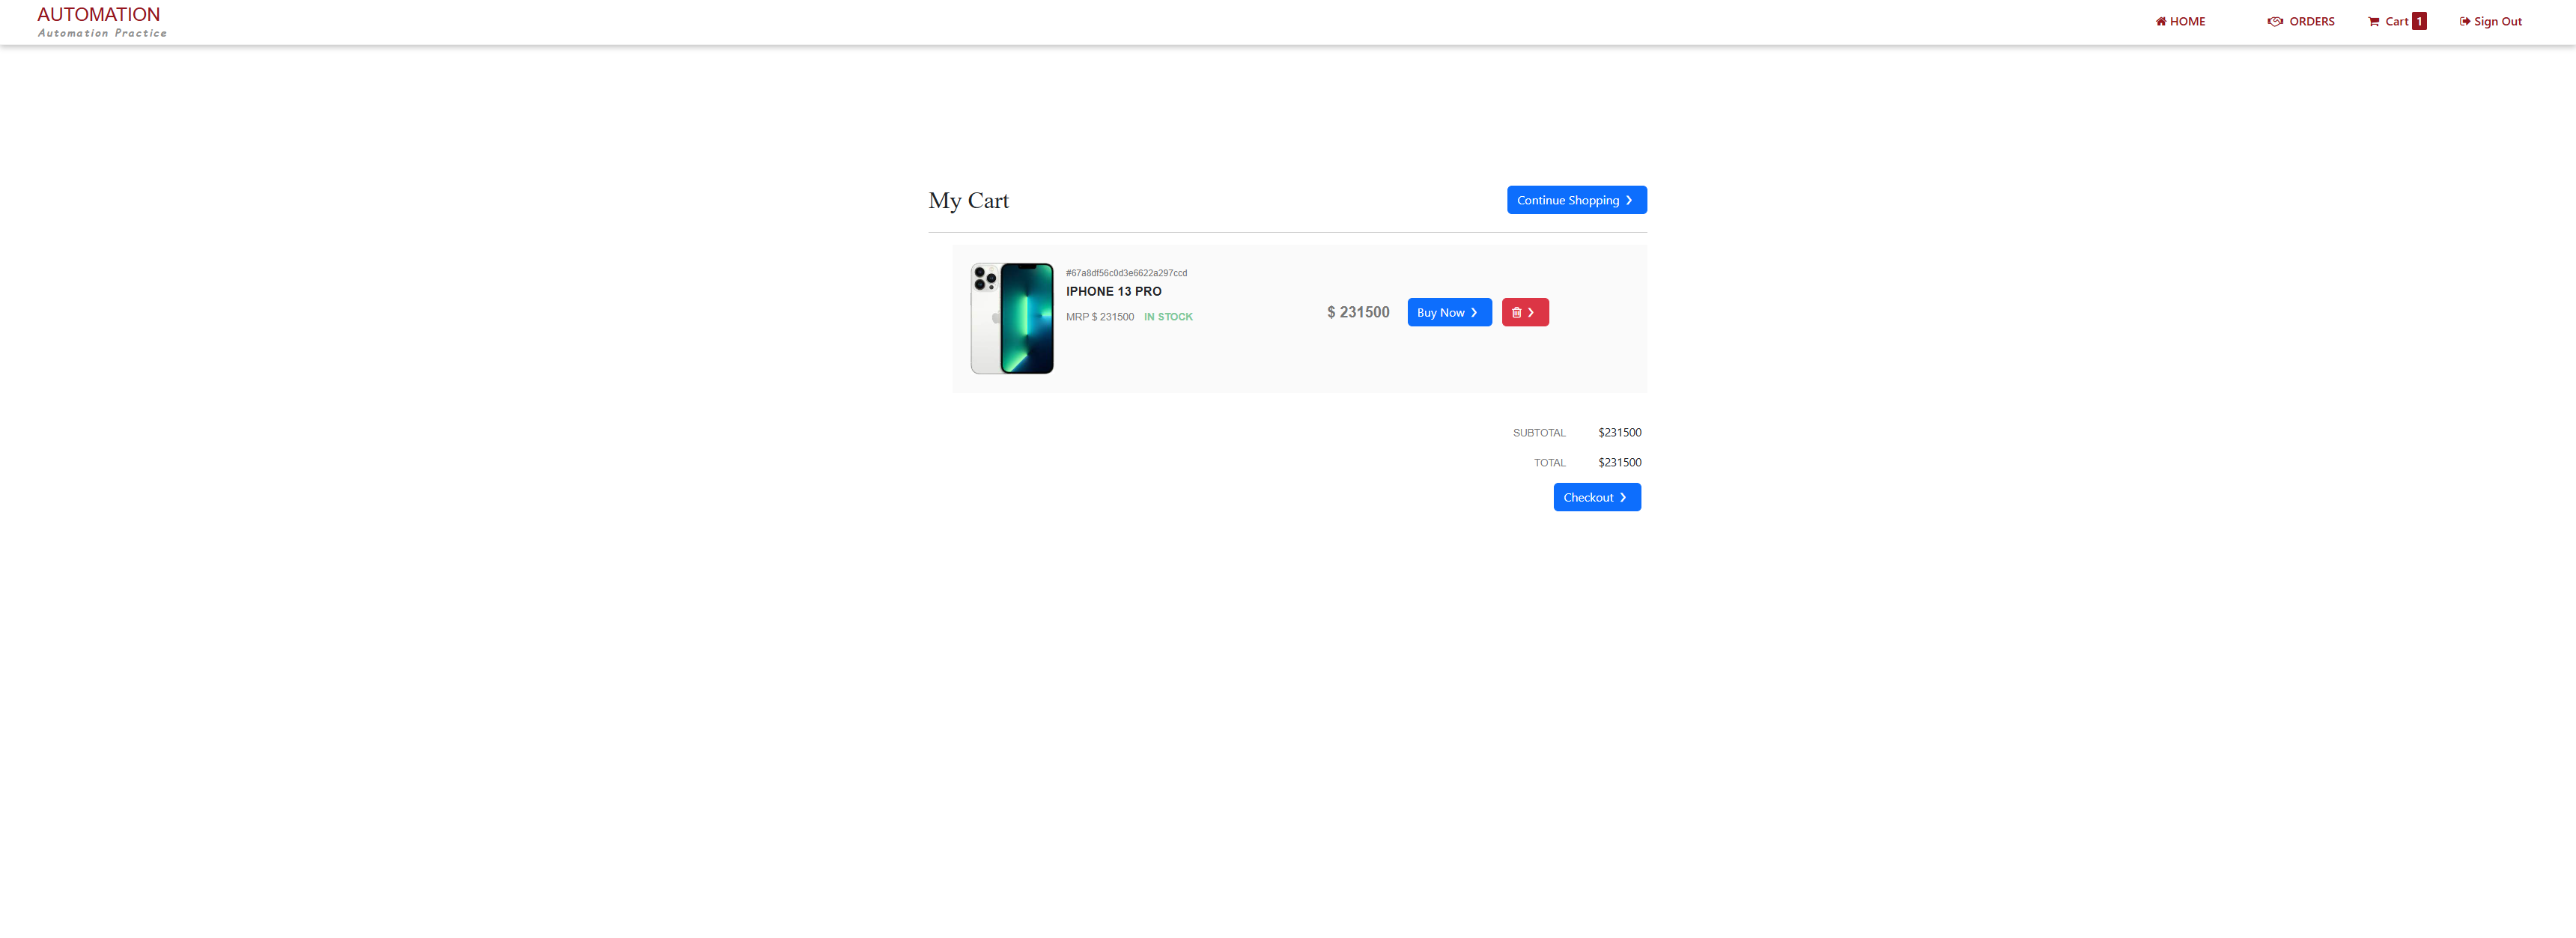 AUTOMATION
Automation Practice
HOME
ORDERS
Cart 1
Sign Out
My Cart
Continue Shopping
#67a8df56c0d3e6622a297ccd
IPHONE 13 PRO
MRP $ 231500 IN STOCK
$ 231500
Buy Now
SUBTOTAL $231500
TOTAL $231500
Checkout